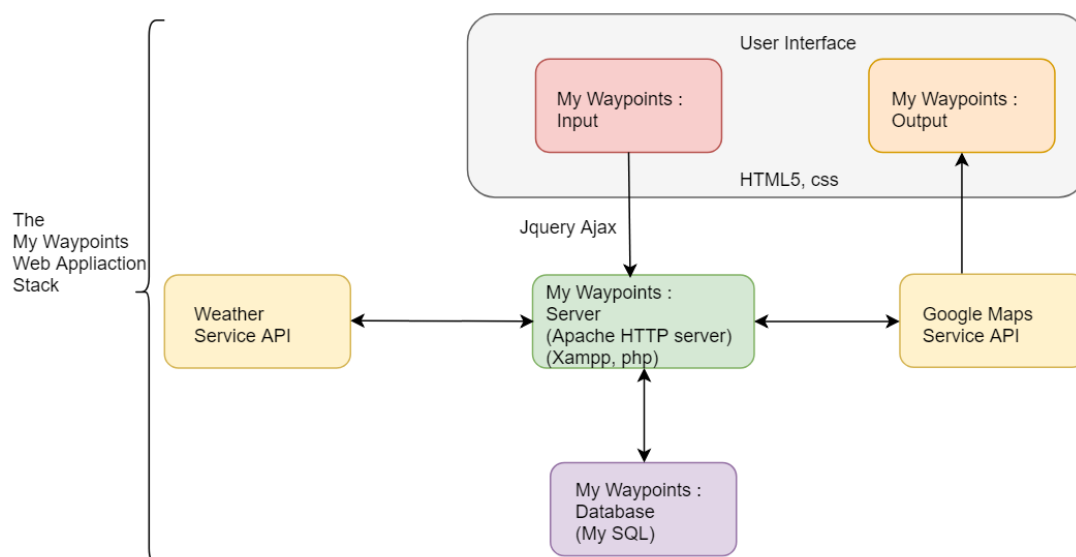 User Interface
My Waypoints :
Input
My Waypoints :
Output
HTML5, css
Jquery Ajax
The
My Waypoints
Web Appliaction
Stack
Weather
Service API
My Waypoints :
Server
(Apache HTTP server)
(Xampp, php)
Google Maps
Service API
My Waypoints :
Database
(My SQL)